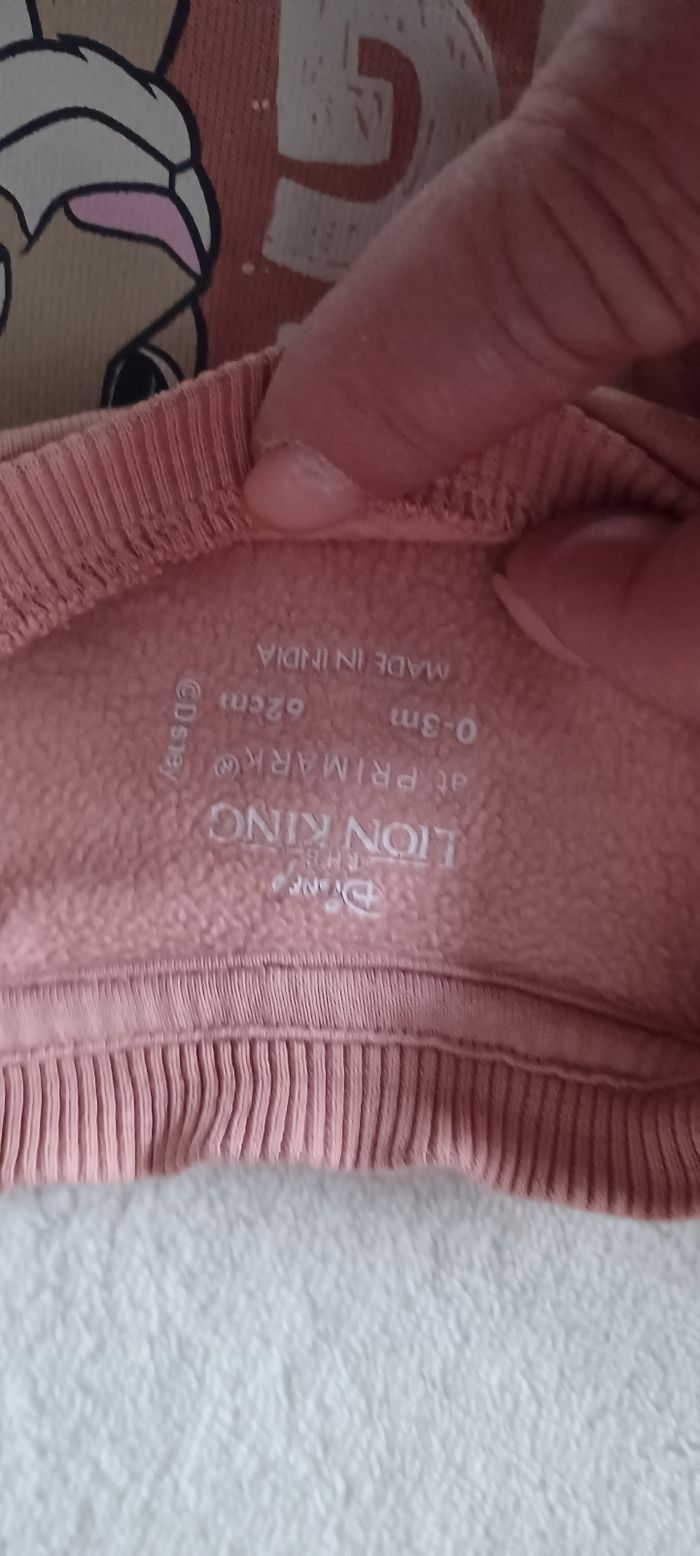 Disney
THE
LION KING
at PRIMARK®
0-3m 62cm
MADE IN INDIA
©Disney